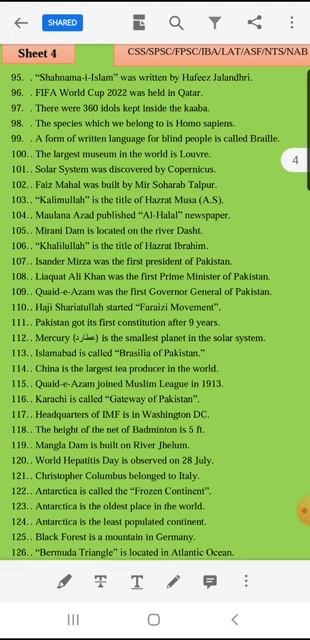 SHARED
Sheet 4
CSS/SPSC/FPSC/IBA/LAT/ASF/NTS/NAB
95. . “Shahnama-i-Islam” was written by Hafeez Jalandhri.
96. . FIFA World Cup 2022 was held in Qatar.
97. . There were 360 idols kept inside the kaaba.
98. . The species which we belong to is Homo sapiens.
99. . A form of written language for blind people is called Braille.
100. . The largest museum in the world is Louvre.
101. . Solar System was discovered by Copernicus.
102. . Faiz Mahal was built by Mir Soharab Talpur.
103. . “Kalimullah” is the title of Hazrat Musa (A.S).
104. . Maulana Azad published “Al-Halal” newspaper.
105. . Mirani Dam is located on the river Dasht.
106. . “Khalilullah” is the title of Hazrat Ibrahim.
107. . Isander Mirza was the first president of Pakistan.
108. . Liaquat Ali Khan was the first Prime Minister of Pakistan.
109. . Quaid-e-Azam was the first Governor General of Pakistan.
110. . Haji Shariatullah started “Faraizi Movement”.
111. . Pakistan got its first constitution after 9 years.
112. . Mercury (عطارد) is the smallest planet in the solar system.
113. . Islamabad is called “Brasilia of Pakistan.”
114. . China is the largest tea producer in the world.
115. . Quaid-e-Azam joined Muslim League in 1913.
116. . Karachi is called “Gateway of Pakistan”.
117. . Headquarters of IMF is in Washington DC.
118. . The height of the net of Badminton is 5 ft.
119. . Mangla Dam is built on River Jhelum.
120. . World Hepatitis Day is observed on 28 July.
121. . Christopher Columbus belonged to Italy.
122. . Antarctica is called the “Frozen Continent”.
123. . Antarctica is the oldest place in the world.
124. . Antarctica is the least populated continent.
125. . Black Forest is a mountain in Germany.
126. . “Bermuda Triangle” is located in Atlantic Ocean.
4